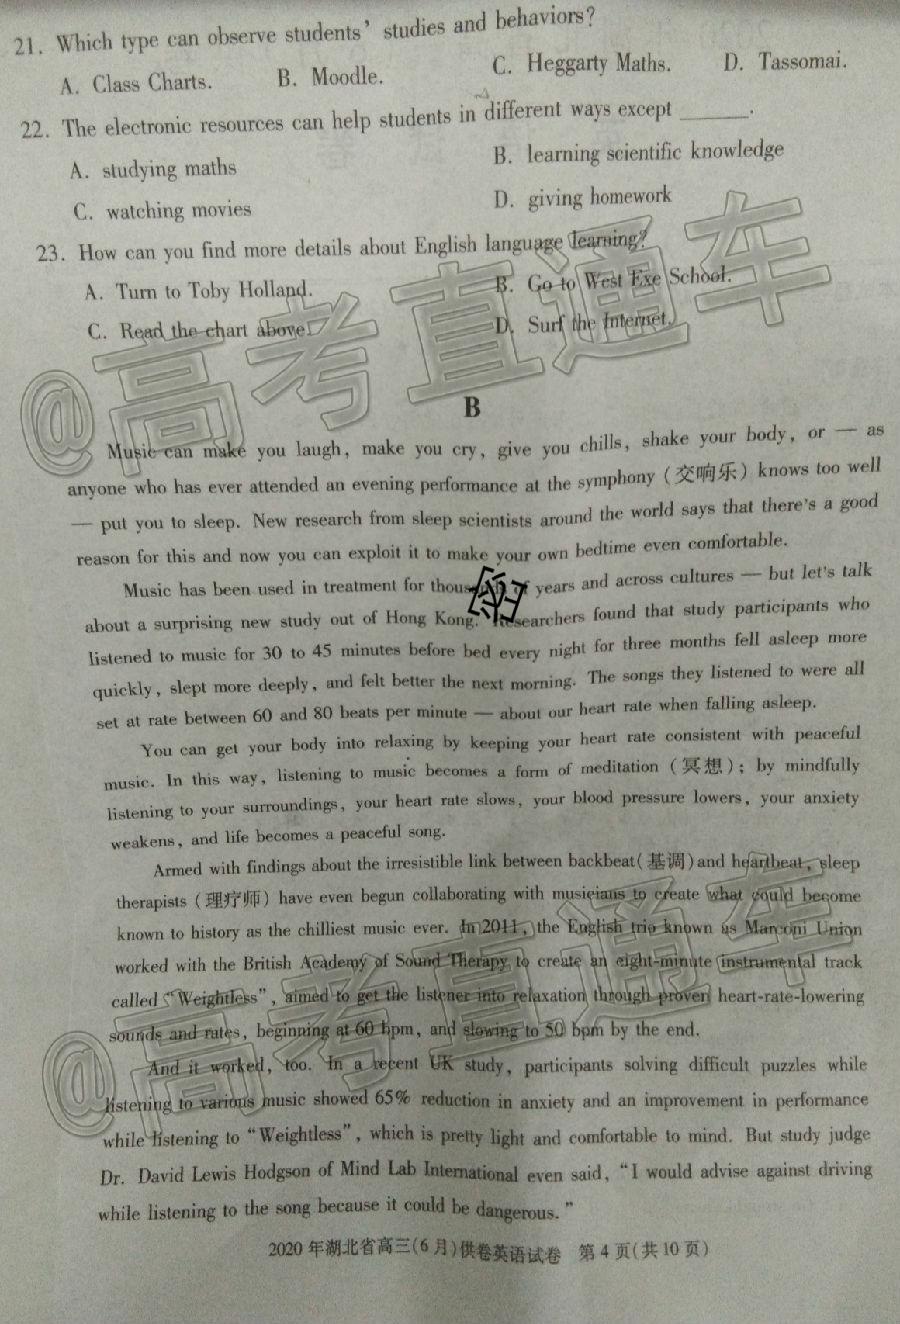 21. Which type can observe students' studies and behaviors?
A. Class Charts. B. Moodle. C. Heggarty Maths. D. Tassomai.
22. The electronic resources can help students in different ways except ______.
A. studying maths B. learning scientific knowledge
C. watching movies D. giving homework
23. How can you find more details about English language learning?
A. Turn to Toby Holland. B. Go to West Exe School.
C. Read the chart above. D. Surf the Internet.
@高考直通车
B
Music can make you laugh, make you cry, give you chills, shake your body, or — as
anyone who has ever attended an evening performance at the symphony (交响乐) knows too well
— put you to sleep. New research from sleep scientists around the world says that there's a good
reason for this and now you can exploit it to make your own bedtime even comfortable.
Music has been used in treatment for thousands of years and across cultures — but let's talk
about a surprising new study out of Hong Kong. Researchers found that study participants who
listened to music for 30 to 45 minutes before bed every night for three months fell asleep more
quickly, slept more deeply, and felt better the next morning. The songs they listened to were all
set at rate between 60 and 80 beats per minute — about our heart rate when falling asleep.
You can get your body into relaxing by keeping your heart rate consistent with peaceful
music. In this way, listening to music becomes a form of meditation (冥想); by mindfully
listening to your surroundings, your heart rate slows, your blood pressure lowers, your anxiety
weakens, and life becomes a peaceful song.
Armed with findings about the irresistible link between backbeat(基调)and heartbeat, sleep
therapists (理疗师) have even begun collaborating with musicians to create what could become
known to history as the chilliest music ever. In 2011, the English trio known as Marconi Union
worked with the British Academy of Sound Therapy to create an eight-minute instrumental track
called "Weightless", aimed to get the listener into relaxation through proven heart-rate-lowering
sounds and rates, beginning at 60 bpm, and slowing to 50 bpm by the end.
And it worked, too. In a recent UK study, participants solving difficult puzzles while
listening to various music showed 65% reduction in anxiety and an improvement in performance
while listening to "Weightless", which is pretty light and comfortable to mind. But study judge
Dr. David Lewis Hodgson of Mind Lab International even said, "I would advise against driving
while listening to the song because it could be dangerous."
@高考直通车
2020年湖北省高三(6月)供卷英语试卷 第4页(共10页)